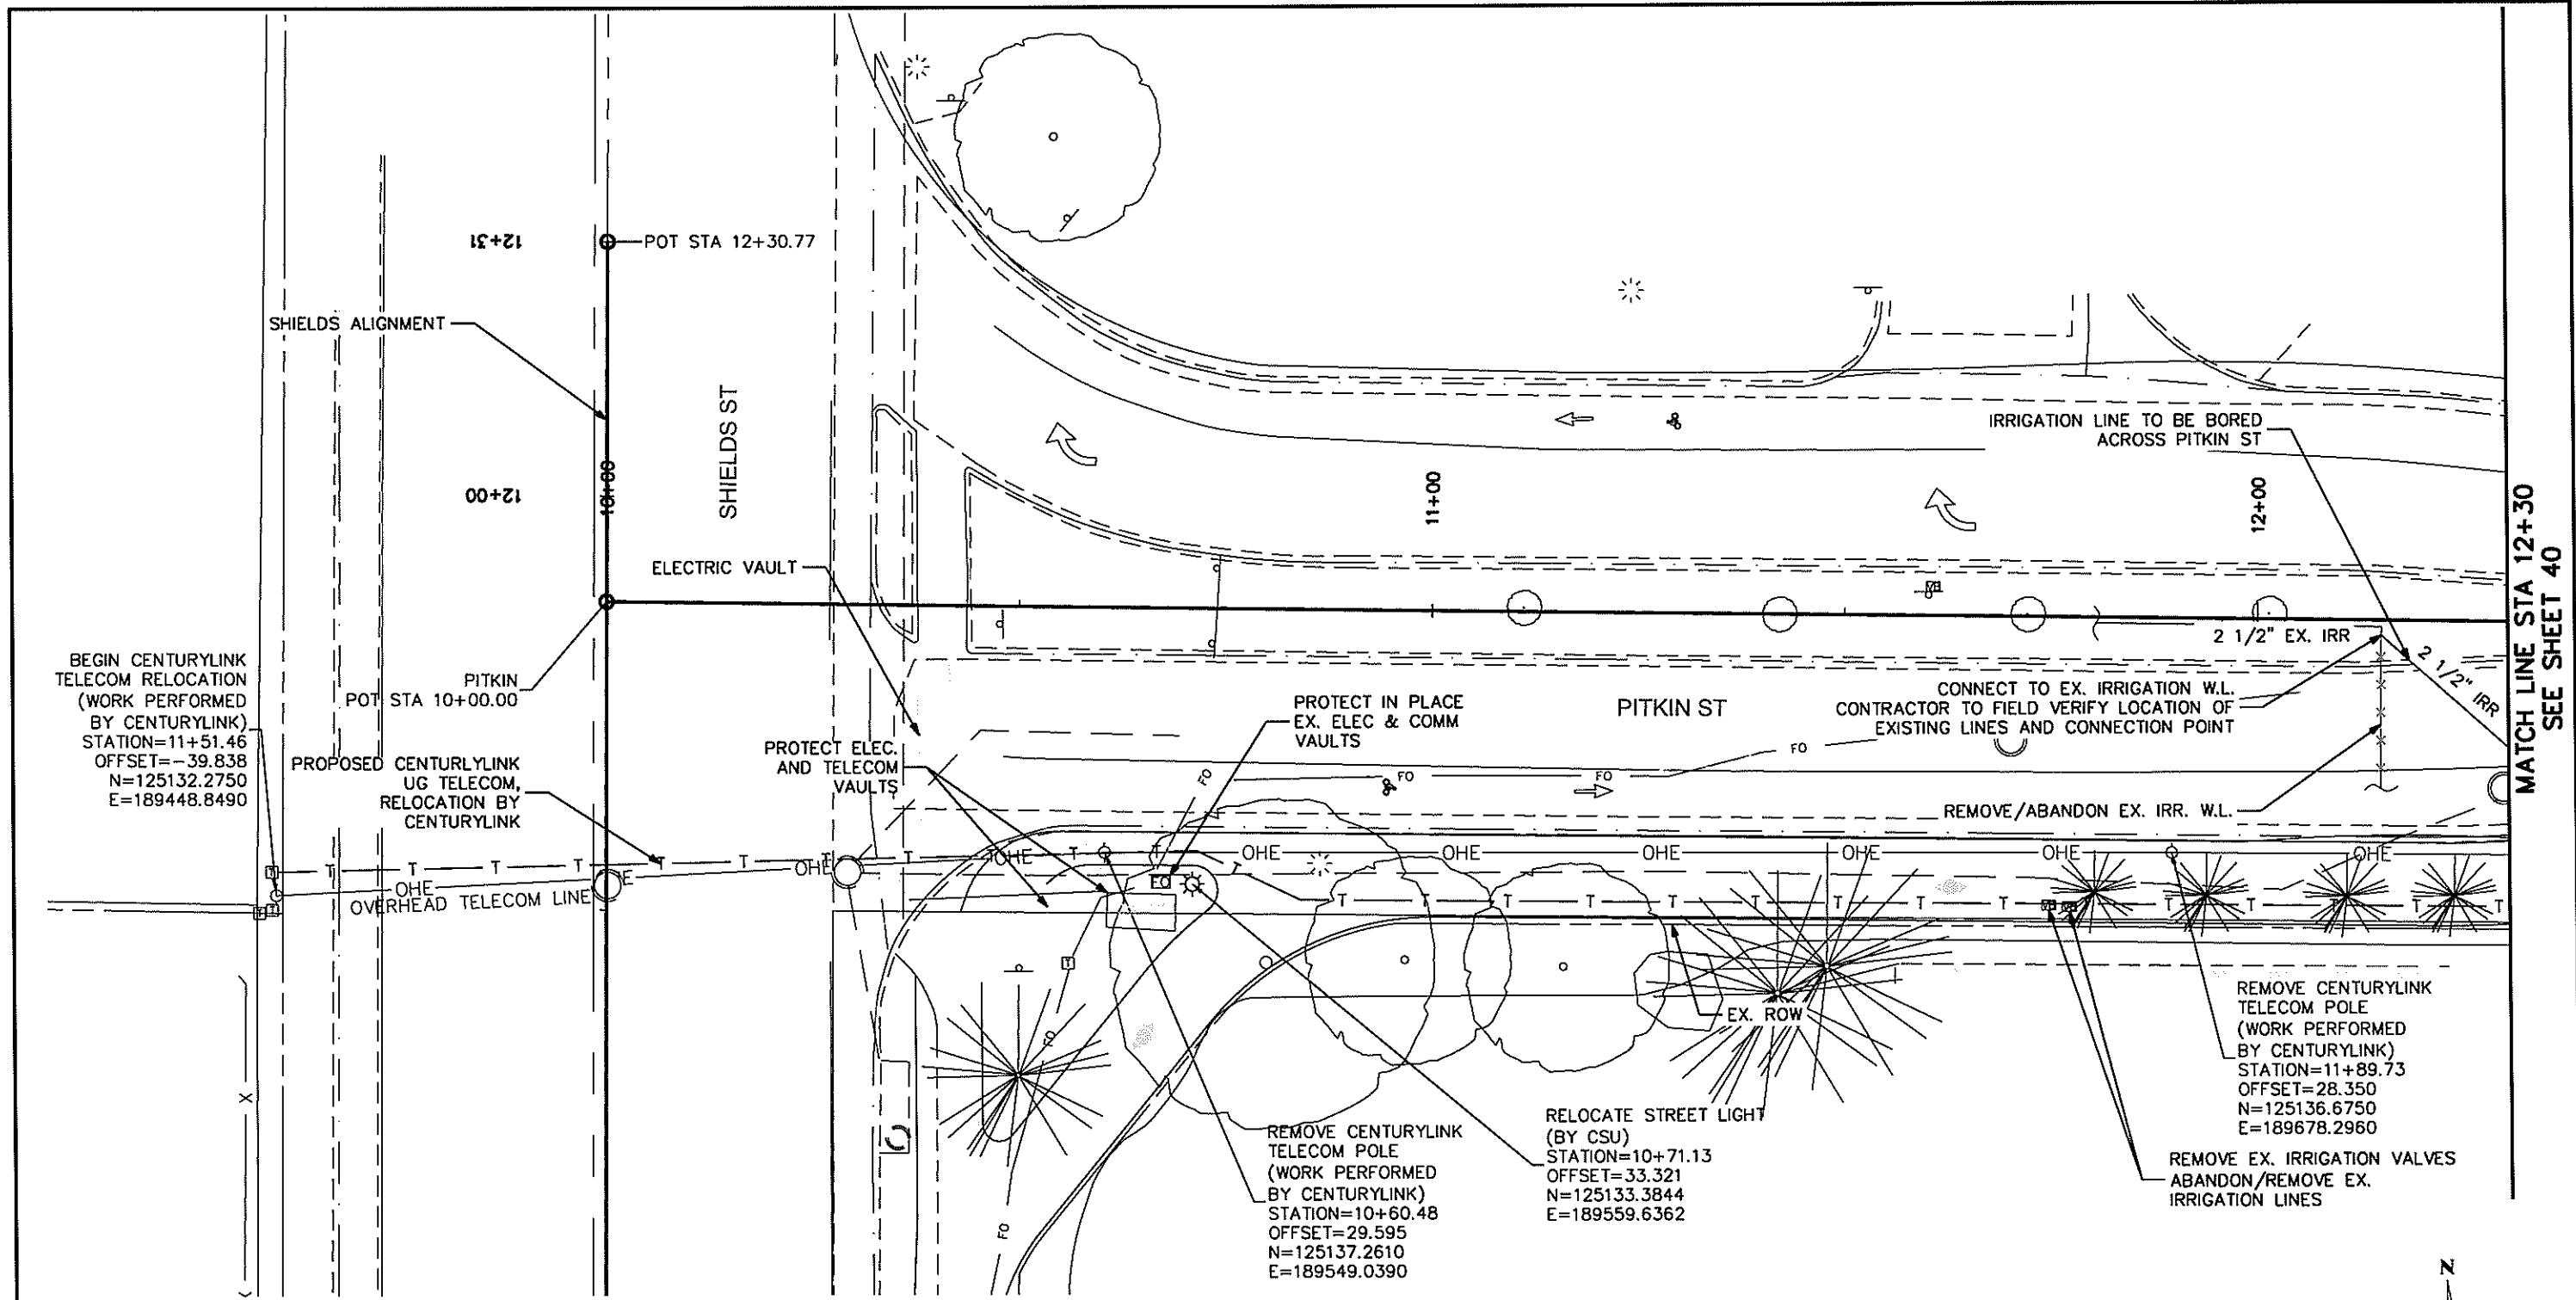 12+31
POT STA 12+30.77
SHIELDS ALIGNMENT
SHIELDS ST
12+00
10+00
IRRIGATION LINE TO BE BORED
ACROSS PITKIN ST
11+00
12+00
MATCH LINE STA 12+30
SEE SHEET 40
ELECTRIC VAULT
2 1/2" EX. IRR
2 1/2" IRR
BEGIN CENTURYLINK
TELECOM RELOCATION
(WORK PERFORMED
BY CENTURYLINK)
STATION=11+51.46
OFFSET=-39.838
N=125132.2750
E=189448.8490
PITKIN
POT STA 10+00.00
PROTECT IN PLACE
EX. ELEC & COMM
VAULTS
PITKIN ST
CONNECT TO EX. IRRIGATION W.L.
CONTRACTOR TO FIELD VERIFY LOCATION OF
EXISTING LINES AND CONNECTION POINT
PROTECT ELEC.
AND TELECOM
VAULTS
PROPOSED CENTURLYLINK
UG TELECOM,
RELOCATION BY
CENTURYLINK
FO
FO
FO
FO
REMOVE/ABANDON EX. IRR. W.L.
T T T T T T T T T T T
OHE
OHE
OHE
OHE
OHE
OHE
OHE
OHE
OHE
E
OVERHEAD TELECOM LINE
T T T T T T T T T T T T T T T
EO
EX. ROW
FO
FO
X
REMOVE CENTURYLINK
TELECOM POLE
(WORK PERFORMED
BY CENTURYLINK)
STATION=10+60.48
OFFSET=29.595
N=125137.2610
E=189549.0390
RELOCATE STREET LIGHT
(BY CSU)
STATION=10+71.13
OFFSET=33.321
N=125133.3844
E=189559.6362
REMOVE CENTURYLINK
TELECOM POLE
(WORK PERFORMED
BY CENTURYLINK)
STATION=11+89.73
OFFSET=28.350
N=125136.6750
E=189678.2960
REMOVE EX. IRRIGATION VALVES
ABANDON/REMOVE EX.
IRRIGATION LINES
N